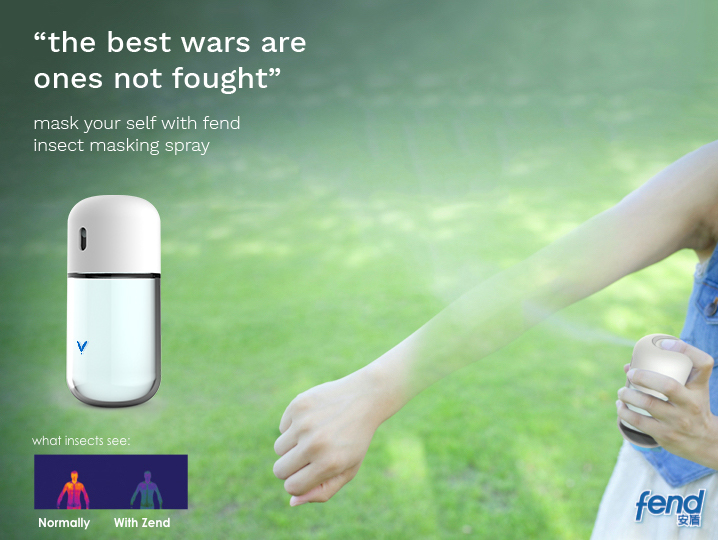 “the best wars are
ones not fought”
mask your self with fend
insect masking spray
what insects see:
Normally
With Zend
fend
安盾